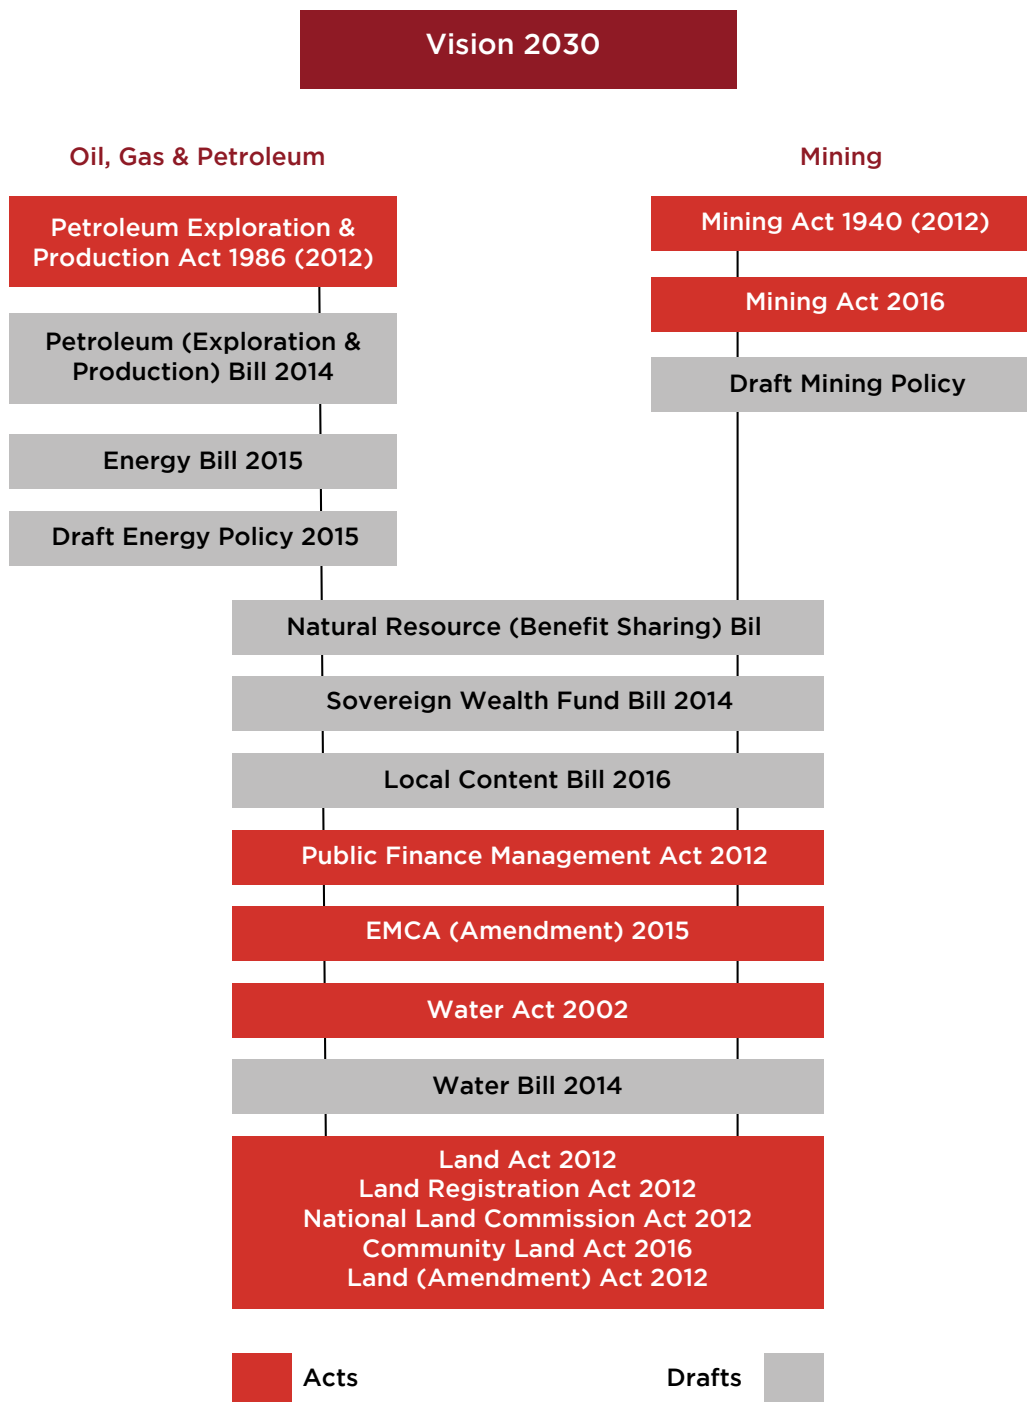 Vision 2030
Oil, Gas & Petroleum
Petroleum Exploration &
Production Act 1986 (2012)
Petroleum (Exploration &
Production) Bill 2014
Energy Bill 2015
Draft Energy Policy 2015
Mining
Mining Act 1940 (2012)
Mining Act 2016
Draft Mining Policy
Natural Resource (Benefit Sharing) Bil
Sovereign Wealth Fund Bill 2014
Local Content Bill 2016
Public Finance Management Act 2012
EMCA (Amendment) 2015
Water Act 2002
Water Bill 2014
Land Act 2012
Land Registration Act 2012
National Land Commission Act 2012
Community Land Act 2016
Land (Amendment) Act 2012
Acts
Drafts